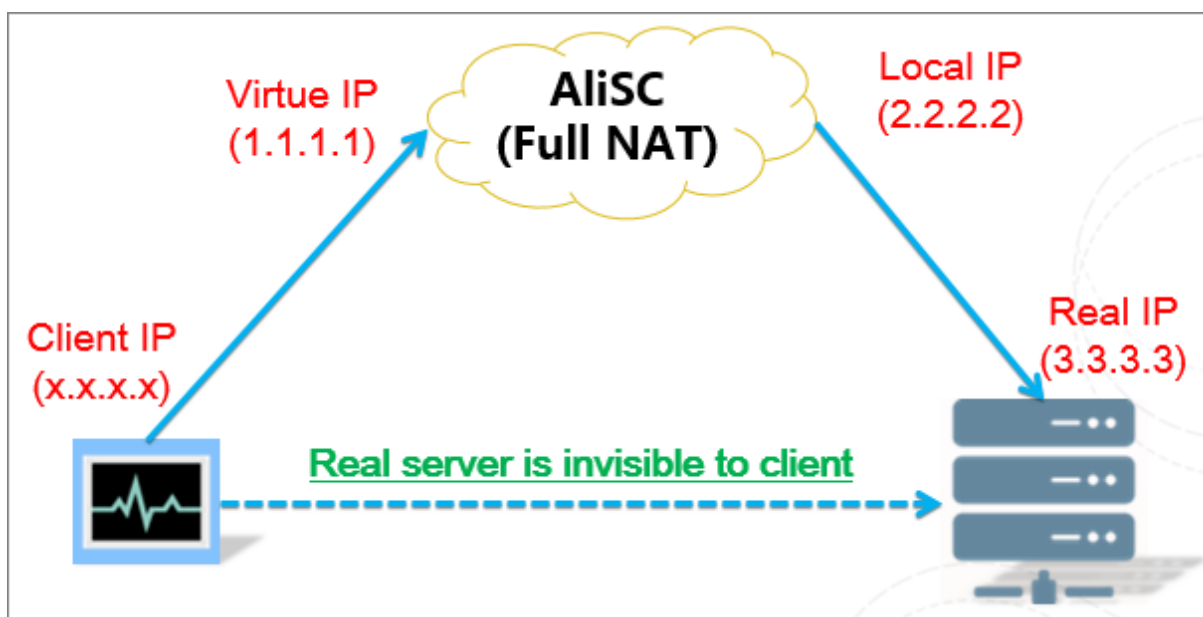 AliSC
(Full NAT)
Virtue IP
(1.1.1.1)
Local IP
(2.2.2.2)
Client IP
(x.x.x.x)
Real IP
(3.3.3.3)
Real server is invisible to client